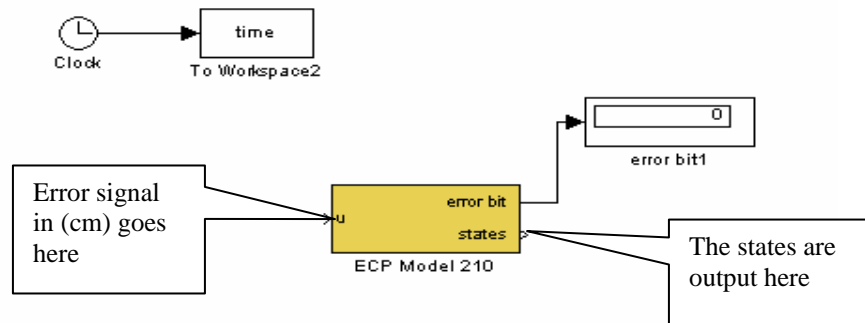 time
Clock
To Workspace2
0
error bit1
Error signal
in (cm) goes
here
u
error bit
states
ECP Model 210
The states are
output here